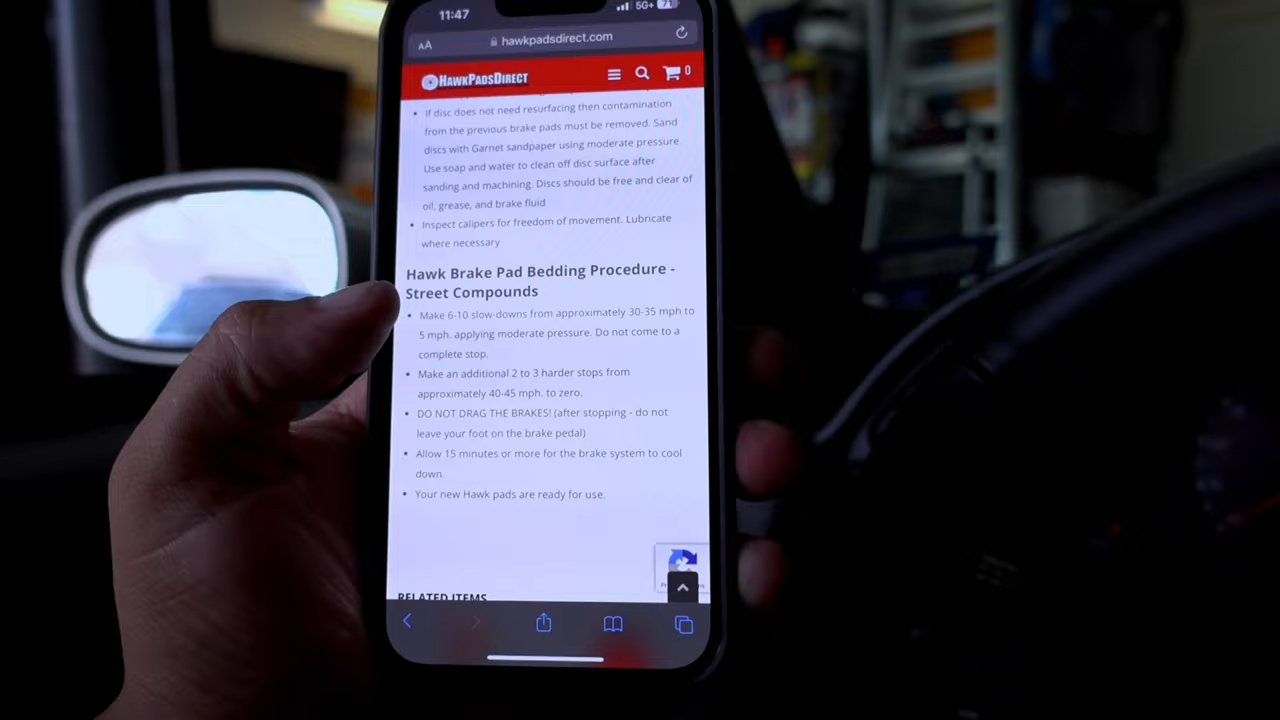 11:47
5G+ 71
AA
hawkpadsdirect.com
HAWKPADSDIRECT
0
If disc does not need resurfacing then contamination
from the previous brake pads must be removed. Sand
discs with Garnet sandpaper using moderate pressure
Use soap and water to clean off disc surface after
sanding and machining. Discs should be free and clear of
oil, grease, and brake fluid
Inspect calipers for freedom of movement. Lubricate
where necessary
Hawk Brake Pad Bedding Procedure -
Street Compounds
Make 6-10 slow-downs from approximately 30-35 mph to
5 mph. applying moderate pressure. Do not come to a
complete stop.
Make an additional 2 to 3 harder stops from
approximately 40-45 mph. to zero.
DO NOT DRAG THE BRAKES! (after stopping - do not
leave your foot on the brake pedal)
Allow 15 minutes or more for the brake system to cool
down.
Your new Hawk pads are ready for use.
RELATED ITEMS